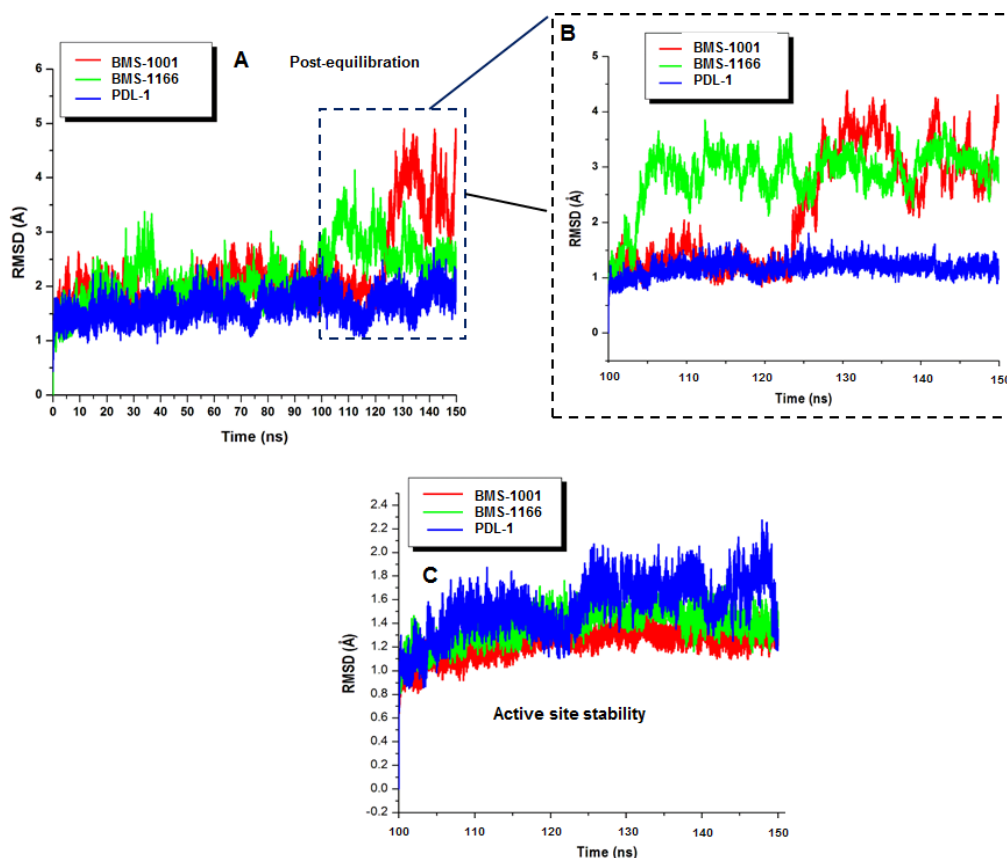 A
Post-equilibration
BMS-1001
BMS-1166
PDL-1
RMSD (Å)
6
5
4
3
2
1
0
0 10 20 30 40 50 60 70 80 90 100 110 120 130 140 150
Time (ns)
B
BMS-1001
BMS-1166
PDL-1
RMSD (Å)
5
4
3
2
1
0
100 110 120 130 140 150
Time (ns)
BMS-1001
BMS-1166
PDL-1
C
RMSD (Å)
2.4
2.2
2.0
1.8
1.6
1.4
1.2
1.0
0.8
0.6
0.4
0.2
0.0
-0.2
Active site stability
100 110 120 130 140 150
Time (ns)